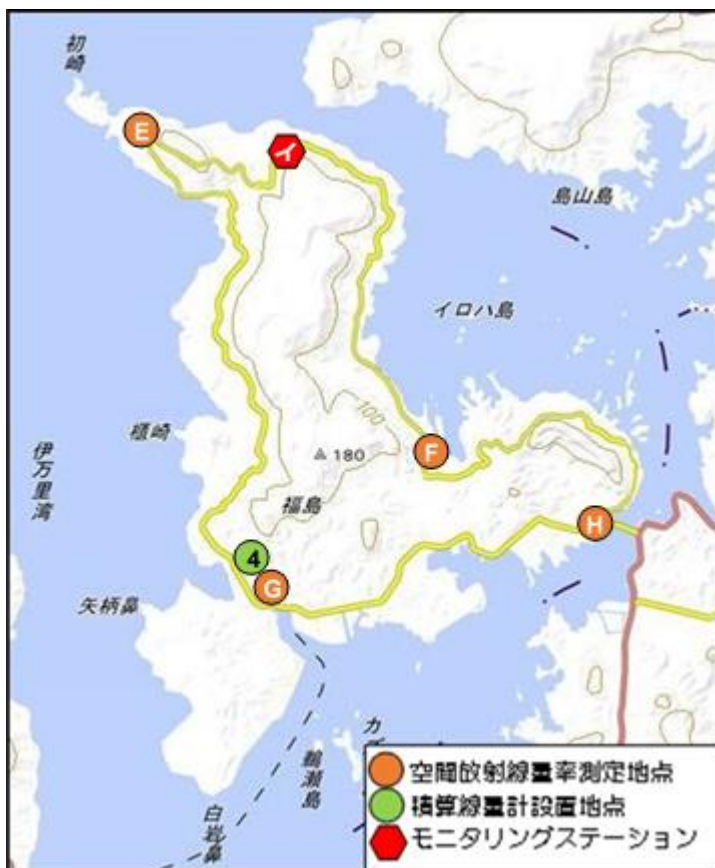 初崎
E
イ
島山島
イロハ島
100
F
櫃崎
180
伊万里湾
福島
H
4
G
矢柄鼻
鵜瀬島
白岩鼻
空間放射線量率測定地点
積算線量計設置地点
モニタリングステーション